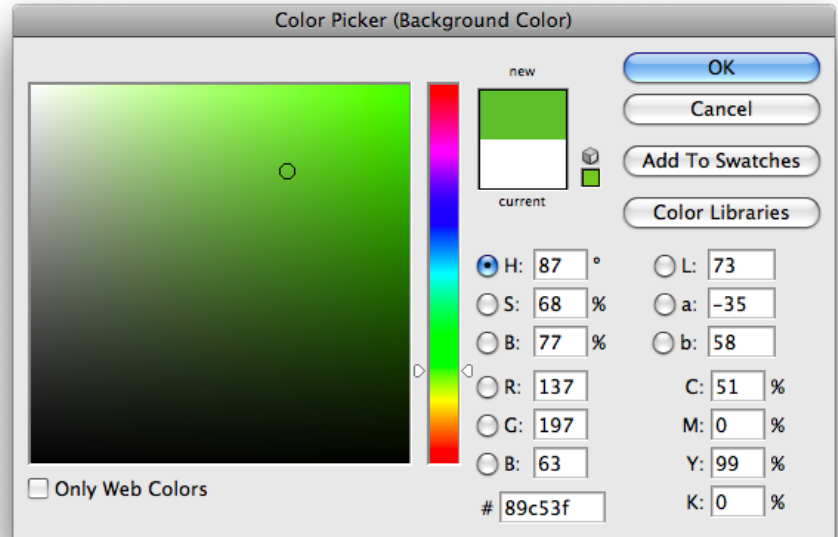 Color Picker (Background Color)
new
OK
Cancel
Add To Swatches
current
Color Libraries
H: 87 °
L: 73
S: 68 %
a: -35
B: 77 %
b: 58
R: 137
C: 51 %
G: 197
M: 0 %
B: 63
Y: 99 %
Only Web Colors
# 89c53f
K: 0 %